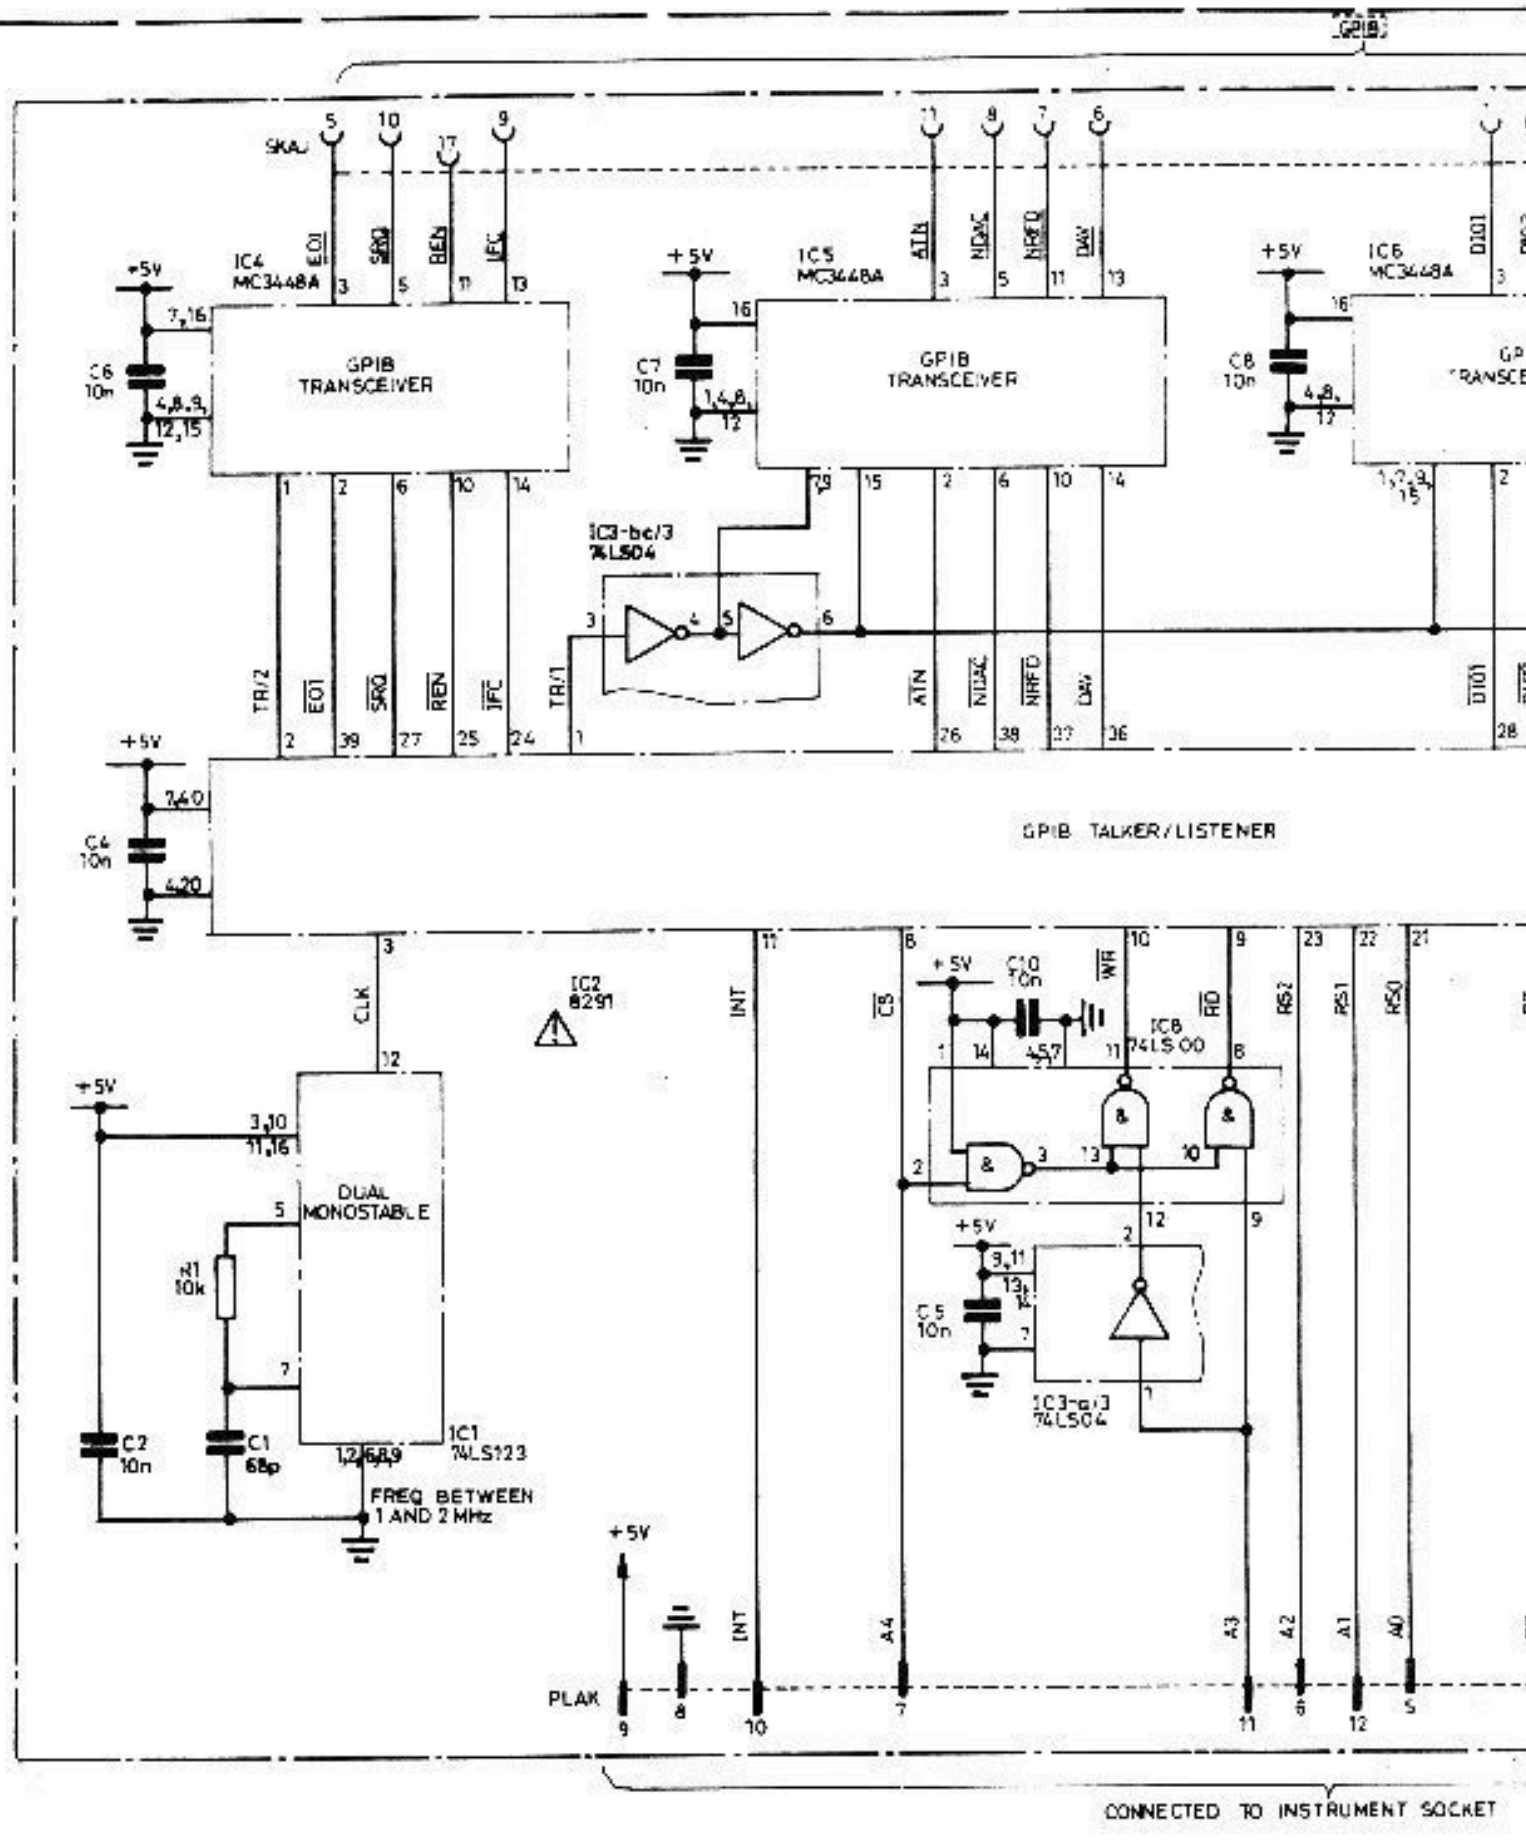 GPIB
5 10 17 9 11 8 7 6
SKAJ
EOI SRQ REN IFC ATN NDAC NRFD DAV DIO1
+5V IC4 +5V IC5 +5V IC6
MC3448A MC3448A MC3448A
3 5 11 13 3 5 11 13 3
7,16 16 16
C6 10n
GPIB TRANSCEIVER
C7 10n
GPIB TRANSCEIVER
C8 10n
4,8,9, 12,15
1,4,8, 12
4,8, 12
1 2 6 10 14 7,9 15 2 6 10 14 1,7,9, 15 2
IC3-bc/3
74LS04
3 4 5 6
TR/2 EOI SRQ REN IFC TR/1 ATN NDAC NRFD DAV DIO1
2 39 27 25 24 1 26 38 37 36 28
+5V
7,40
C4 10n
4,20
GPIB TALKER/LISTENER
3 11 8 10 9 23 22 21
CLK INT CS WR RD RS2 RS1 RS0
IC2
8291
+5V C10 10n
IC8
74LS00
1 14 4,5,7 11 8
12
+5V
3,10
11,16
DUAL
MONOSTABLE
5
R1
10k
7
2 & 3 13 & 10 &
12 9
+5V
9,11
13,
2
C5
10n
7
1
IC3-a/3
74LS04
C2
10n
C1
68p
1,2,6,8,9
IC1
74LS123
FREQ BETWEEN
1 AND 2 MHz
+5V
INT A4 A3 A2 A1 A0
PLAK
9 8 10 7 11 6 12 5
CONNECTED TO INSTRUMENT SOCKET